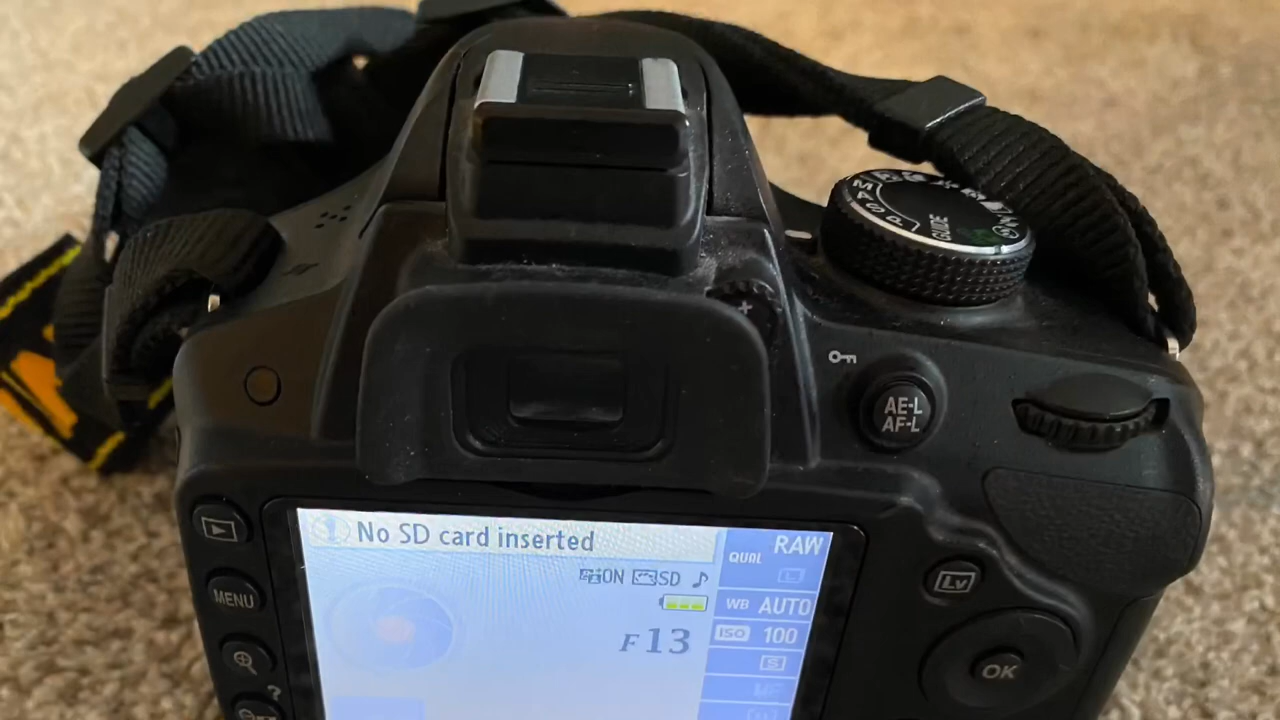 M
A
S
P
GUIDE
AE-L
AF-L
No SD card inserted
RAW
QUAL
ON SD
WB AUTO
F13
ISO 100
S
MF
MENU
Lv
?
OK